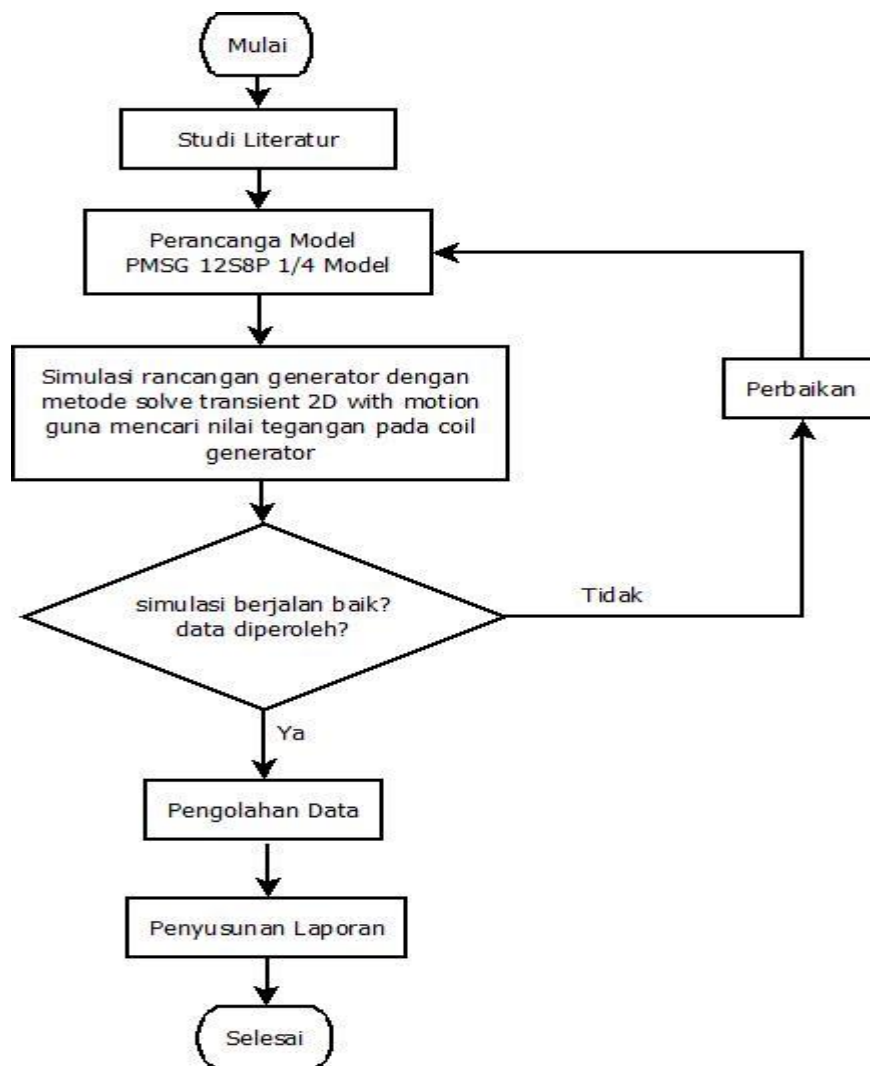 Mulai
Studi Literatur
Perancanga Model
PMSG 12S8P 1/4 Model
Simulasi rancangan generator dengan
metode solve transient 2D with motion
guna mencari nilai tegangan pada coil
generator
Perbaikan
simulasi berjalan baik?
data diperoleh?
Tidak
Ya
Pengolahan Data
Penyusunan Laporan
Selesai